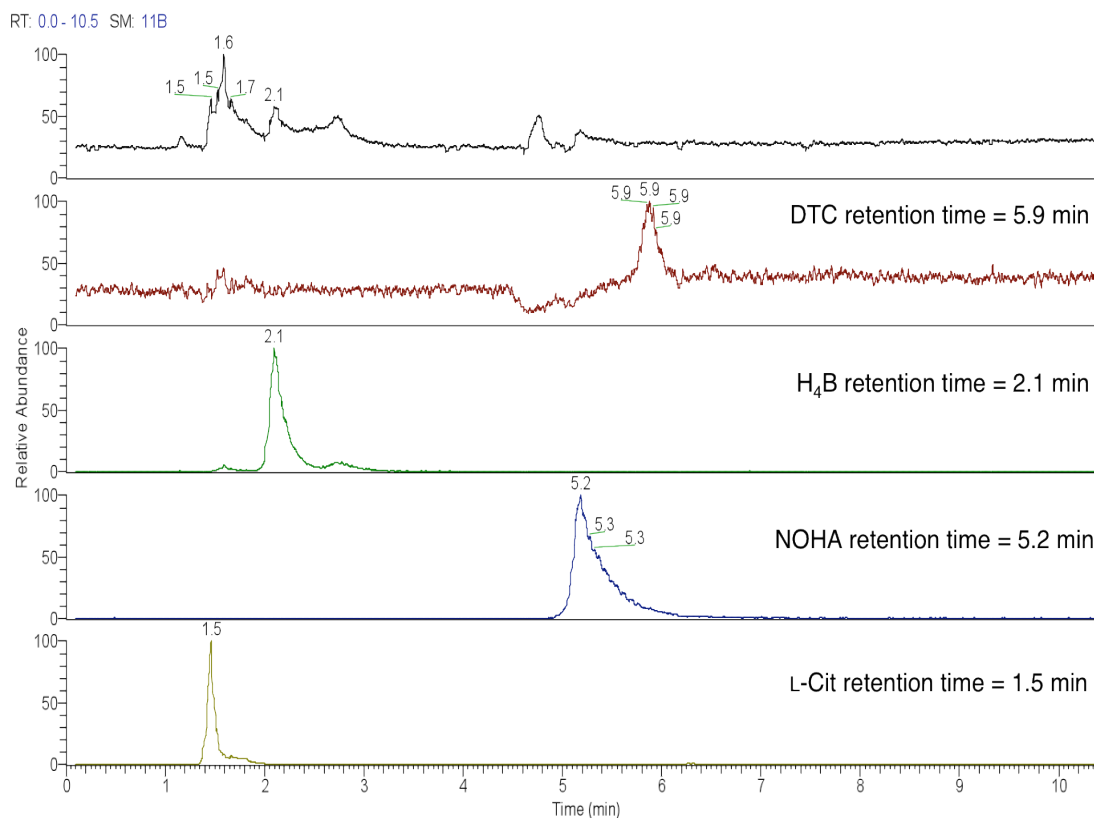 RT: 0.0 - 10.5 SM: 11B
1.6
100
1.5
1.5
1.7
2.1
50
0
5.9 5.9 5.9
5.9
100
DTC retention time = 5.9 min
50
0
2.1
100
H₄B retention time = 2.1 min
50
0
Relative Abundance
5.2
100
5.3
5.3
NOHA retention time = 5.2 min
50
0
1.5
100
L-Cit retention time = 1.5 min
50
0
0 1 2 3 4 5 6 7 8 9 10
Time (min)